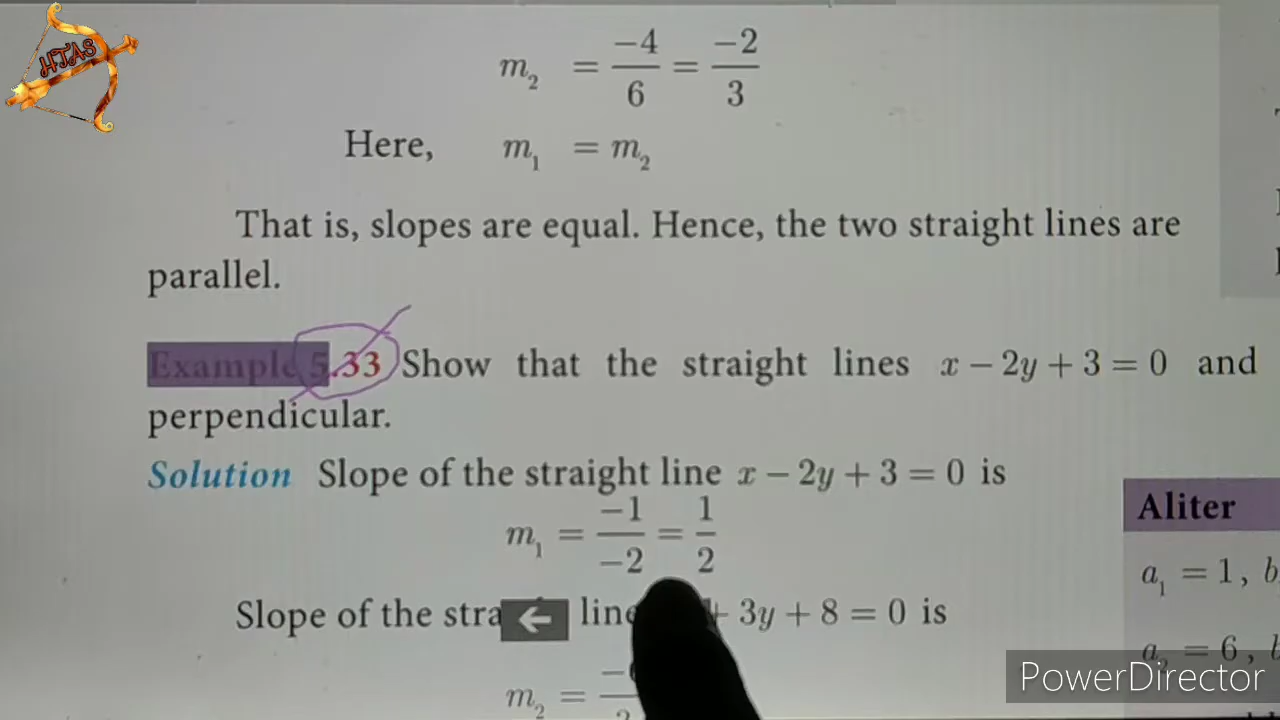 HTAS
m₂ = -4/6 = -2/3
Here, m₁ = m₂
That is, slopes are equal. Hence, the two straight lines are
parallel.
Example 5.33 Show that the straight lines x − 2y + 3 = 0 and
perpendicular.
Solution Slope of the straight line x − 2y + 3 = 0 is
m₁ = -1/-2 = 1/2
Aliter
a₁ = 1, b
Slope of the line + 3y + 8 = 0 is
a₂ = 6, b
m₂ =
PowerDirector